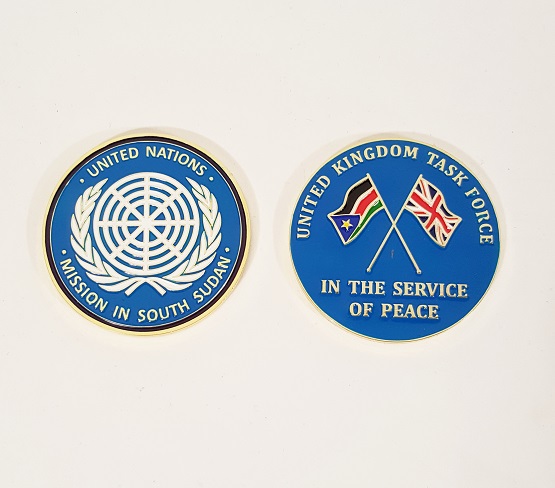 UNITED NATIONS
MISSION IN SOUTH SUDAN
UNITED KINGDOM TASK FORCE
IN THE SERVICE
OF PEACE